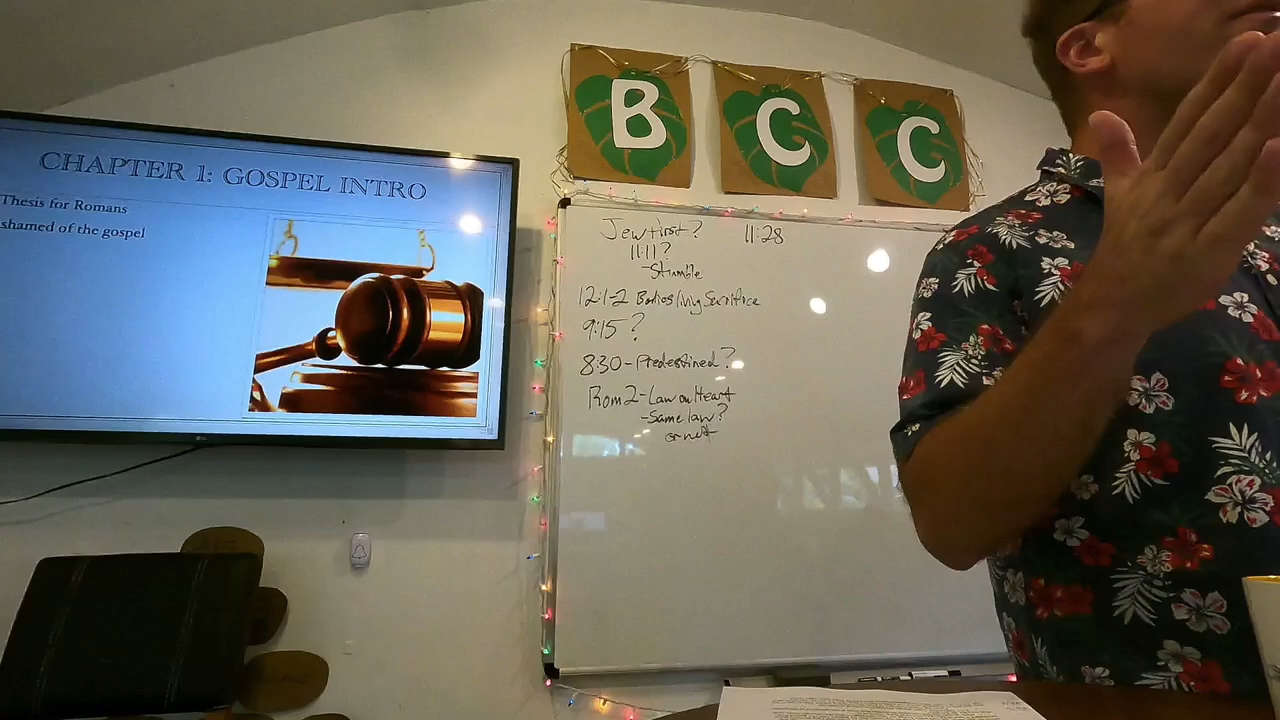 CHAPTER 1: GOSPEL INTRO
Thesis for Romans
shamed of the gospel
B C C
Jew first? 11:28
11:11?
-Stumble
12:1-2 Bodies living Sacrifice
9:15?
8:30-Predestined?
Rom 2-Law on Heart
-Same law?
or not